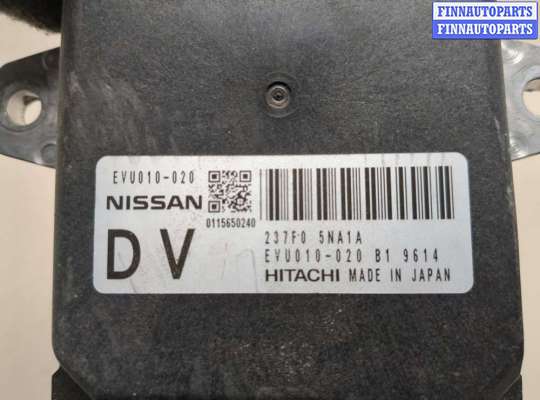 FINNAUTOPARTS
FINNAUTOPARTS
EVU010-020
NISSAN
0115650240
DV
237F0 5NA1A
EVU010-020 B1 9614
HITACHI MADE IN JAPAN